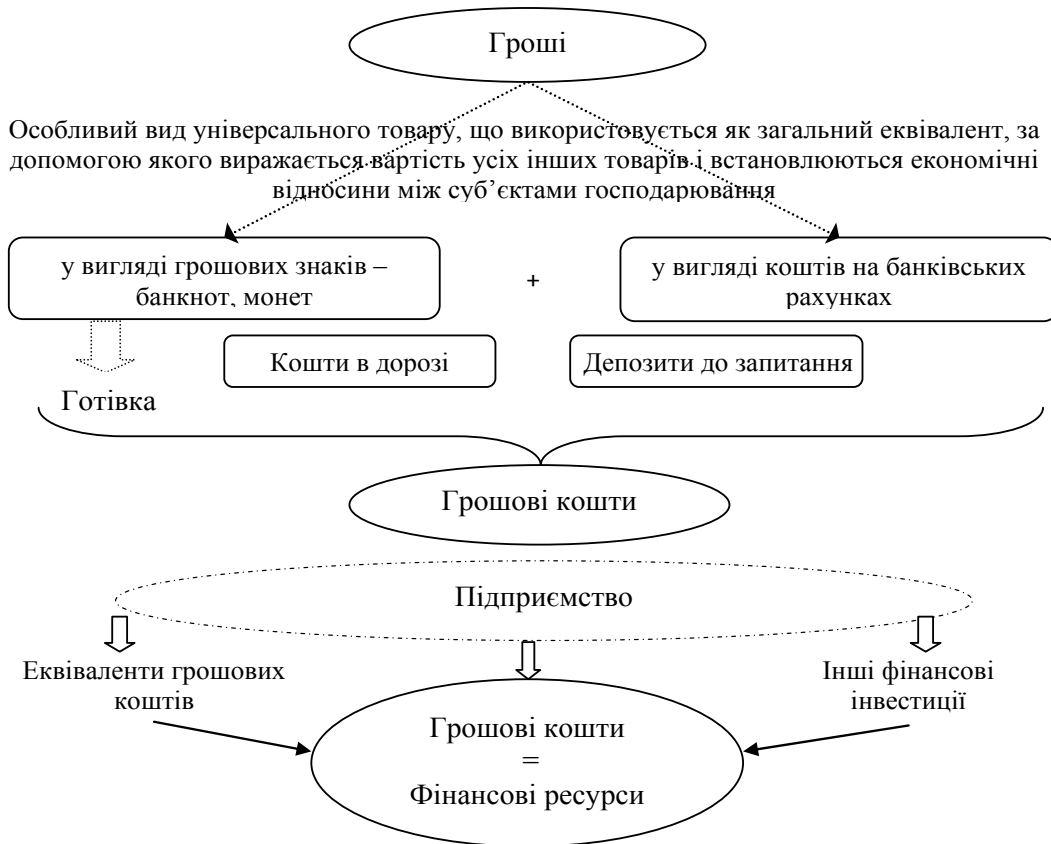 Гроші
Особливий вид універсального товару, що використовується як загальний еквівалент, за
допомогою якого виражається вартість усіх інших товарів і встановлюються економічні
відносини між суб’єктами господарювання
у вигляді грошових знаків –
банкнот, монет
+
у вигляді коштів на банківських
рахунках
Кошти в дорозі
Депозити до запитання
Готівка
Грошові кошти
Підприємство
Еквіваленти грошових
коштів
Інші фінансові
інвестиції
Грошові кошти
=
Фінансові ресурси